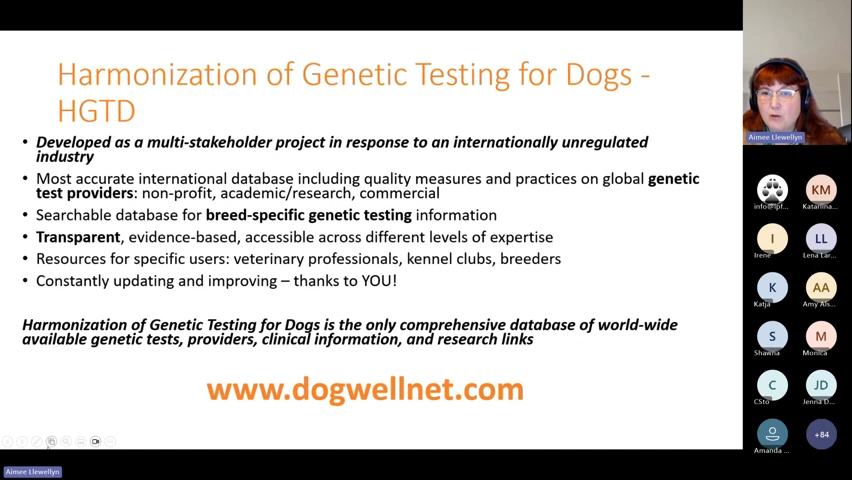 Harmonization of Genetic Testing for Dogs -
HGTD
• Developed as a multi-stakeholder project in response to an internationally unregulated
industry
• Most accurate international database including quality measures and practices on global genetic
test providers: non-profit, academic/research, commercial
• Searchable database for breed-specific genetic testing information
• Transparent, evidence-based, accessible across different levels of expertise
• Resources for specific users: veterinary professionals, kennel clubs, breeders
• Constantly updating and improving – thanks to YOU!
Harmonization of Genetic Testing for Dogs is the only comprehensive database of world-wide
available genetic tests, providers, clinical information, and research links
www.dogwellnet.com
Aimee Llewellyn
Aimee Llewellyn
info@ipf...
KM
Katariina...
I
Irene
LL
Lena Lar...
K
Katja
AA
Amy Als...
S
Shawna
M
Monica
C
CSto
JD
Jenna D...
Amanda ...
+84